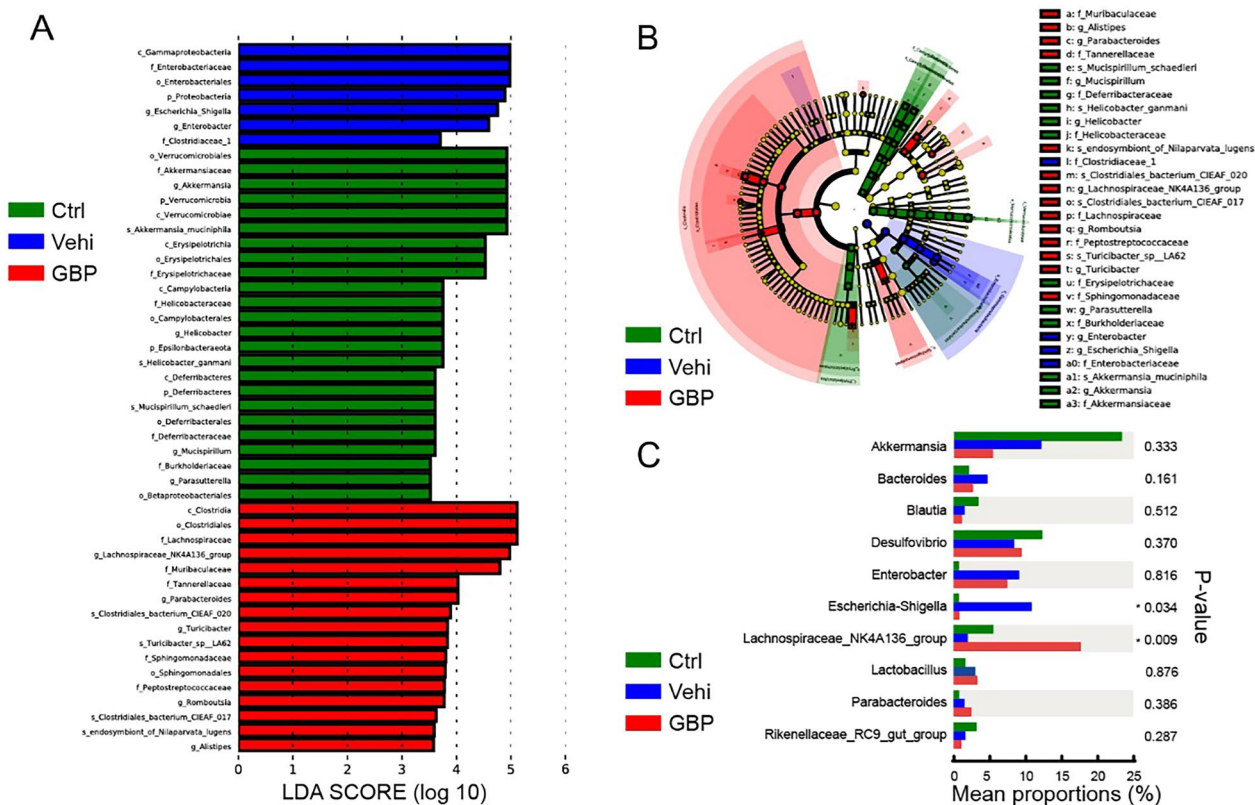 A
c_Gammaproteobacteria
f_Enterobacteriaceae
o_Enterobacteriales
p_Proteobacteria
g_Escherichia_Shigella
g_Enterobacter
f_Clostridiaceae_1
o_Verrucomicrobiales
f_Akkermansiaceae
g_Akkermansia
p_Verrucomicrobia
c_Verrucomicrobiae
s_Akkermansia_muciniphila
c_Erysipelotrichia
o_Erysipelotrichales
f_Erysipelotrichaceae
c_Campylobacteria
f_Helicobacteraceae
o_Campylobacterales
g_Helicobacter
p_Epsilonbacteraeota
s_Helicobacter_ganmani
c_Deferribacteres
p_Deferribacteres
s_Mucispirillum_schaedleri
o_Deferribacterales
f_Deferribacteraceae
g_Mucispirillum
f_Burkholderiaceae
g_Parasutterella
o_Betaproteobacteriales
c_Clostridia
o_Clostridiales
f_Lachnospiraceae
g_Lachnospiraceae_NK4A136_group
f_Muribaculaceae
f_Tannerellaceae
g_Parabacteroides
s_Clostridiales_bacterium_CIEAF_020
g_Turicibacter
s_Turicibacter_sp__LA62
f_Sphingomonadaceae
o_Sphingomonadales
f_Peptostreptococcaceae
g_Romboutsia
s_Clostridiales_bacterium_CIEAF_017
s_endosymbiont_of_Nilaparvata_lugens
g_Alistipes
0 1 2 3 4 5 6
LDA SCORE (log 10)
Ctrl
Vehi
GBP
B
Ctrl
Vehi
GBP
a: f_Muribaculaceae
b: g_Alistipes
c: g_Parabacteroides
d: f_Tannerellaceae
e: s_Mucispirillum_schaedleri
f: g_Mucispirillum
g: f_Deferribacteraceae
h: s_Helicobacter_ganmani
i: g_Helicobacter
j: f_Helicobacteraceae
k: s_endosymbiont_of_Nilaparvata_lugens
l: f_Clostridiaceae_1
m: s_Clostridiales_bacterium_CIEAF_020
n: g_Lachnospiraceae_NK4A136_group
o: s_Clostridiales_bacterium_CIEAF_017
p: f_Lachnospiraceae
q: g_Romboutsia
r: f_Peptostreptococcaceae
s: s_Turicibacter_sp__LA62
t: g_Turicibacter
u: f_Erysipelotrichaceae
v: f_Sphingomonadaceae
w: g_Parasutterella
x: f_Burkholderiaceae
y: g_Enterobacter
z: g_Escherichia_Shigella
a0: f_Enterobacteriaceae
a1: s_Akkermansia_muciniphila
a2: g_Akkermansia
a3: f_Akkermansiaceae
C
Ctrl
Vehi
GBP
Akkermansia 0.333
Bacteroides 0.161
Blautia 0.512
Desulfovibrio 0.370
Enterobacter 0.816
Escherichia-Shigella * 0.034
Lachnospiraceae_NK4A136_group * 0.009
Lactobacillus 0.876
Parabacteroides 0.386
Rikenellaceae_RC9_gut_group 0.287
P-value
0 5 10 15 20 25
Mean proportions (%)